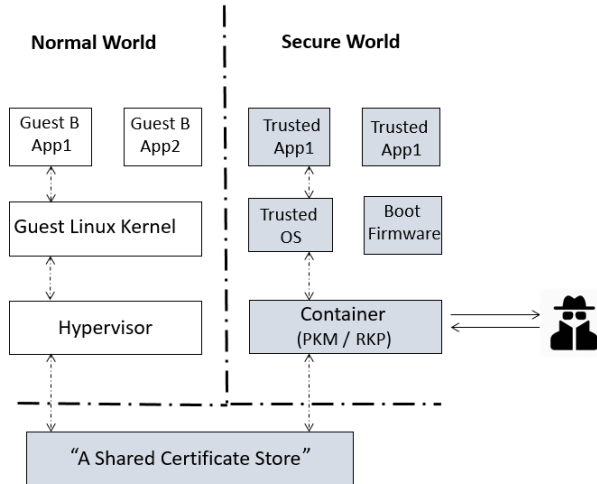 Normal World
Secure World
Guest B
App1
Guest B
App2
Trusted
App1
Trusted
App1
Guest Linux Kernel
Trusted
OS
Boot
Firmware
Hypervisor
Container
(PKM / RKP)
“A Shared Certificate Store”